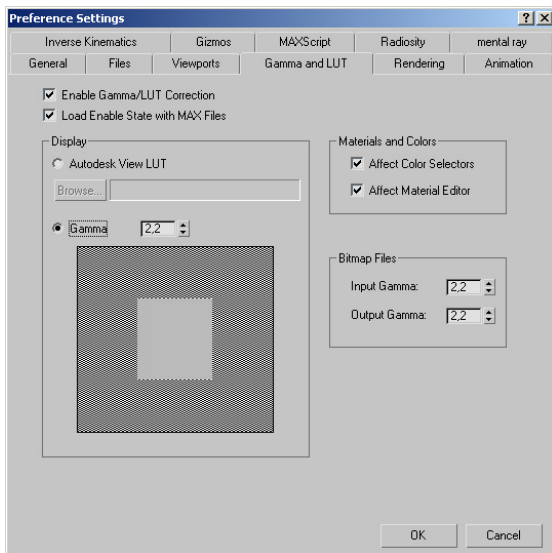 Preference Settings
Inverse Kinematics Gizmos MAXScript Radiosity mental ray
General Files Viewports Gamma and LUT Rendering Animation
Enable Gamma/LUT Correction
Load Enable State with MAX Files
Display
Autodesk View LUT
Browse...
Gamma 2,2
Materials and Colors
Affect Color Selectors
Affect Material Editor
Bitmap Files
Input Gamma: 2,2
Output Gamma: 2,2
OK Cancel